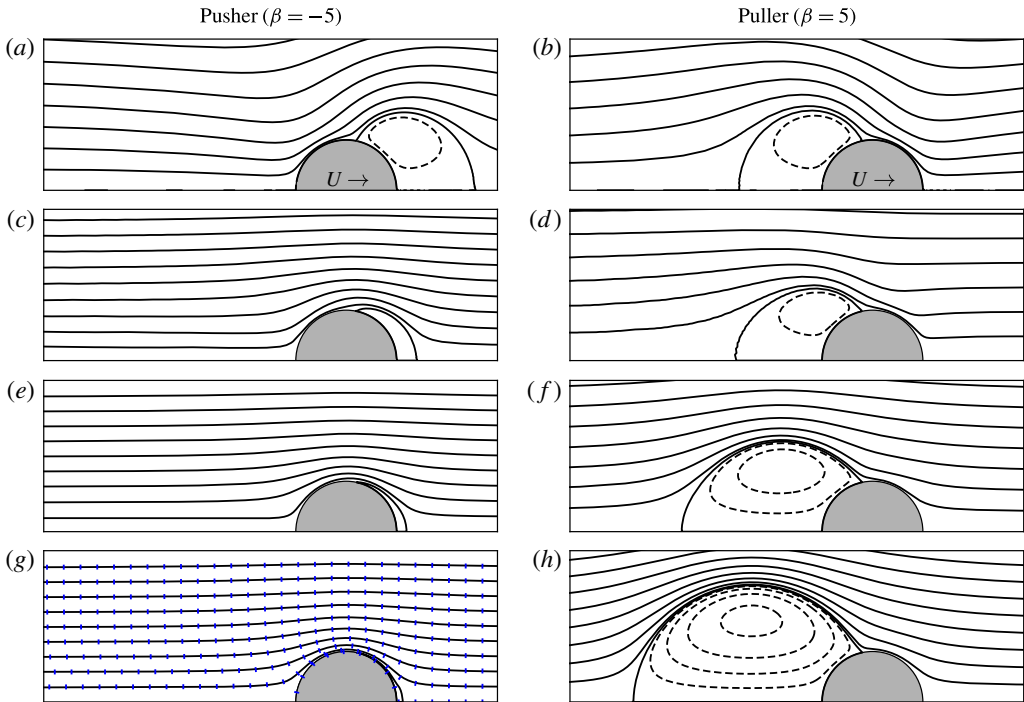 Pusher (β = −5)
Puller (β = 5)
(a)
(b)
U →
U →
(c)
(d)
(e)
(f)
(g)
(h)